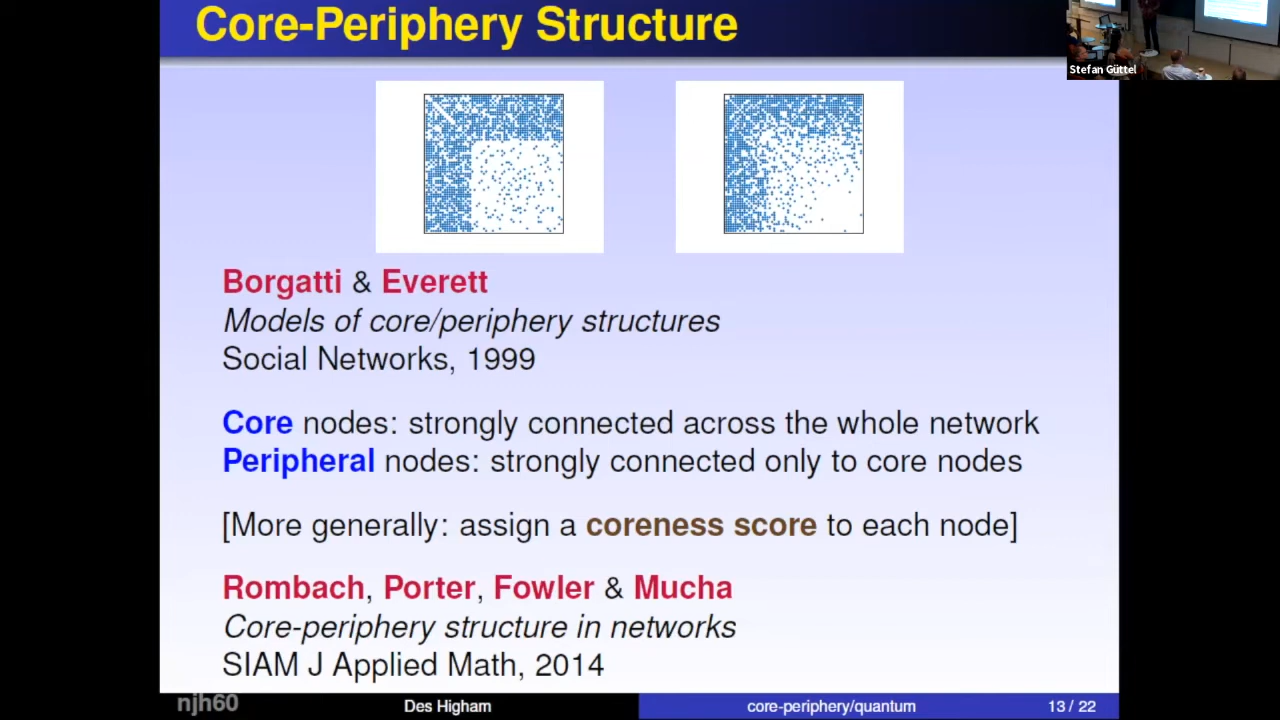 Core-Periphery Structure
Stefan Güttel
Borgatti & Everett
Models of core/periphery structures
Social Networks, 1999
Core nodes: strongly connected across the whole network
Peripheral nodes: strongly connected only to core nodes
[More generally: assign a coreness score to each node]
Rombach, Porter, Fowler & Mucha
Core-periphery structure in networks
SIAM J Applied Math, 2014
njh60 Des Higham core-periphery/quantum 13 / 22